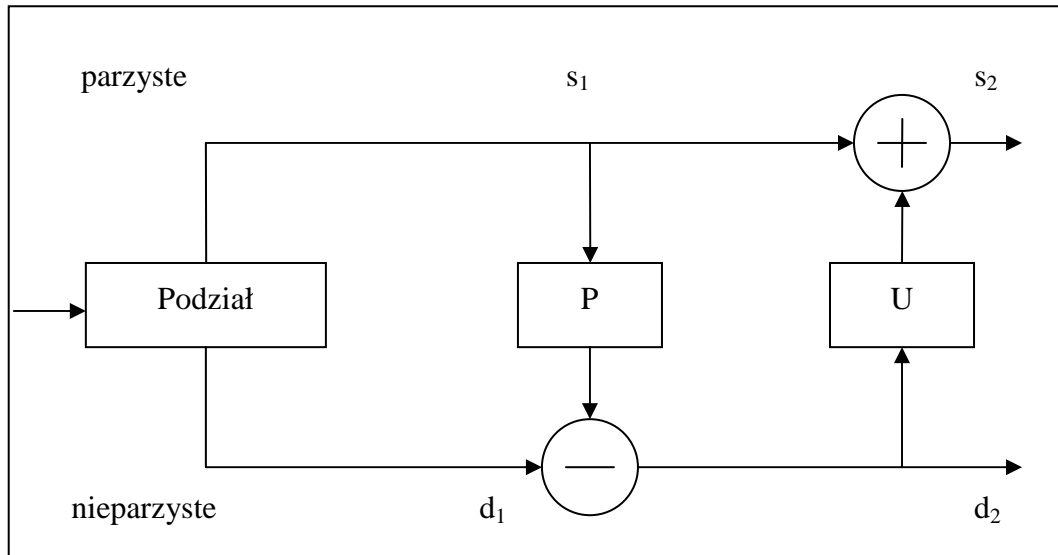 parzyste s₁ s₂
Podział P U
nieparzyste d₁ d₂